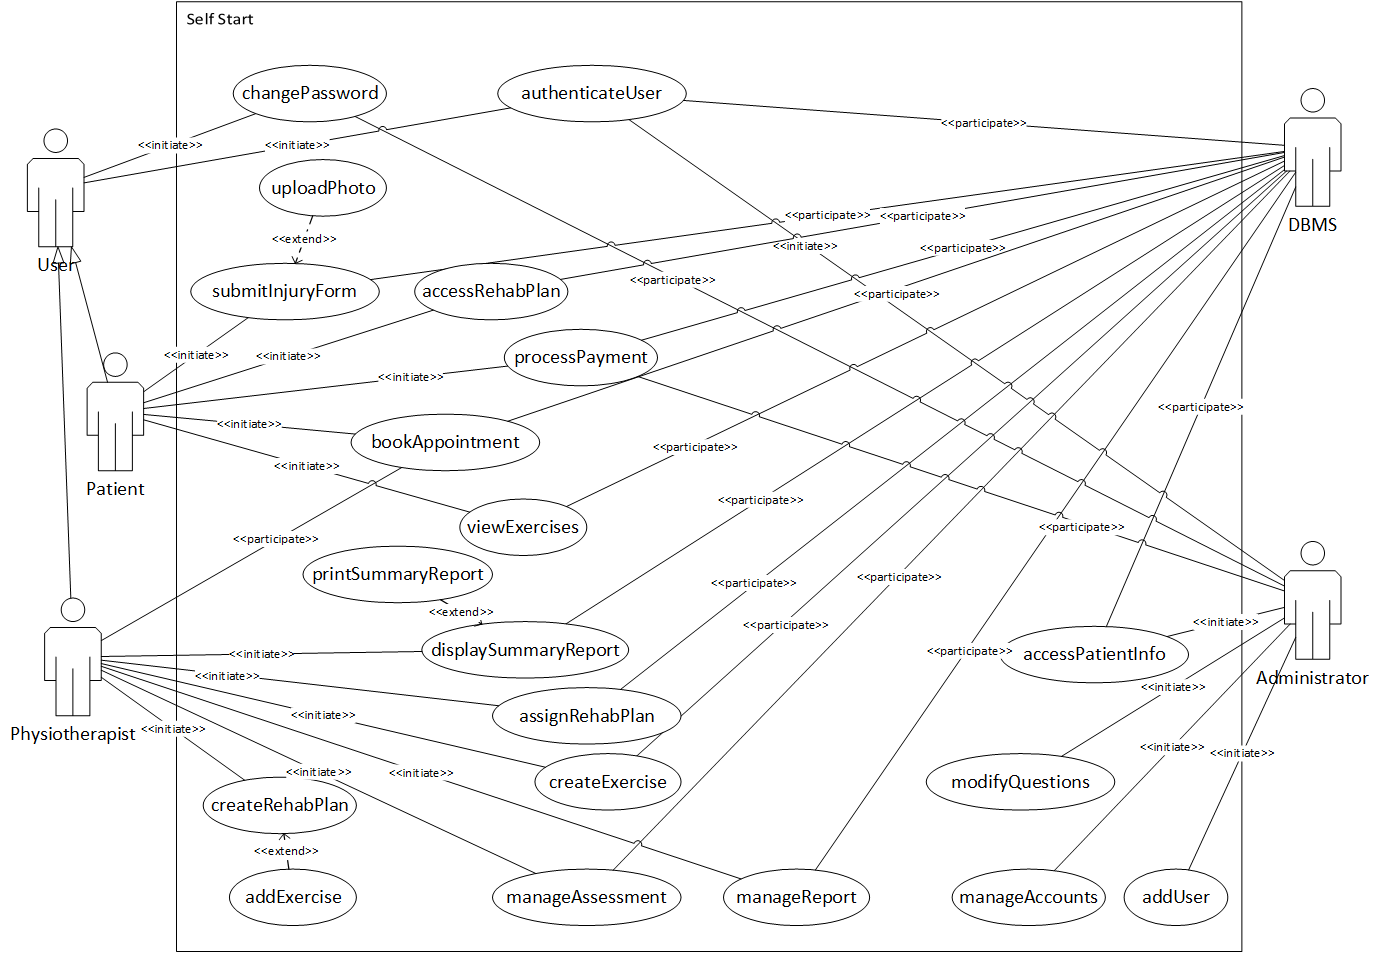 Self Start
changePassword
authenticateUser
<<participate>>
<<initiate>>
<<initiate>>
uploadPhoto
<<participate>>
<<participate>>
DBMS
<<extend>>
<<initiate>>
<<participate>>
User
<<participate>>
submitInjuryForm
accessRehabPlan
<<participate>>
<<initiate>>
<<initiate>>
processPayment
<<initiate>>
<<participate>>
<<initiate>>
bookAppointment
<<participate>>
<<initiate>>
Patient
<<participate>>
viewExercises
<<participate>>
<<participate>>
printSummaryReport
<<participate>>
<<participate>>
<<extend>>
<<initiate>>
<<participate>>
displaySummaryReport
<<participate>>
<<initiate>>
accessPatientInfo
<<initiate>>
Administrator
<<initiate>>
<<initiate>>
assignRehabPlan
Physiotherapist
<<initiate>>
<<initiate>>
<<initiate>>
<<initiate>>
<<initiate>>
createExercise
modifyQuestions
createRehabPlan
<<extend>>
addExercise
manageAssessment
manageReport
manageAccounts
addUser